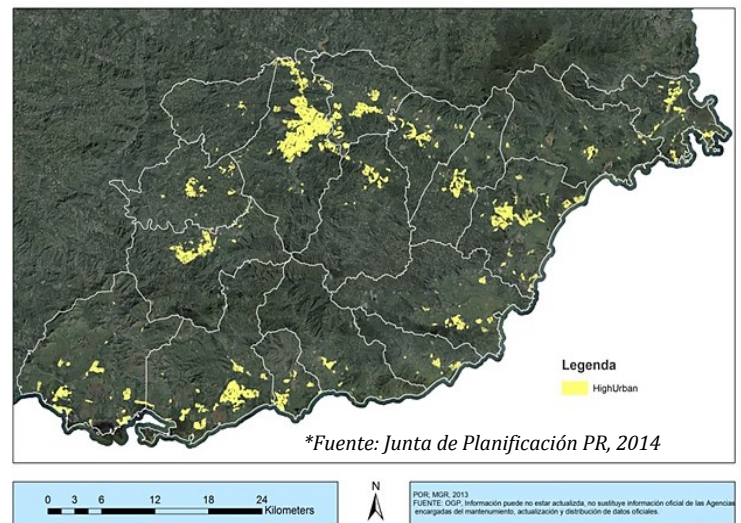 Legenda
HighUrban
*Fuente: Junta de Planificación PR, 2014
0 3 6 12 18 24
Kilometers
N
POR; MGR, 2013
FUENTE: OGP, Información puede no estar actualizda, no sustituye información oficial de las Agencias
encargadas del mantenumiento, actualización y distribución de datos oficiales.